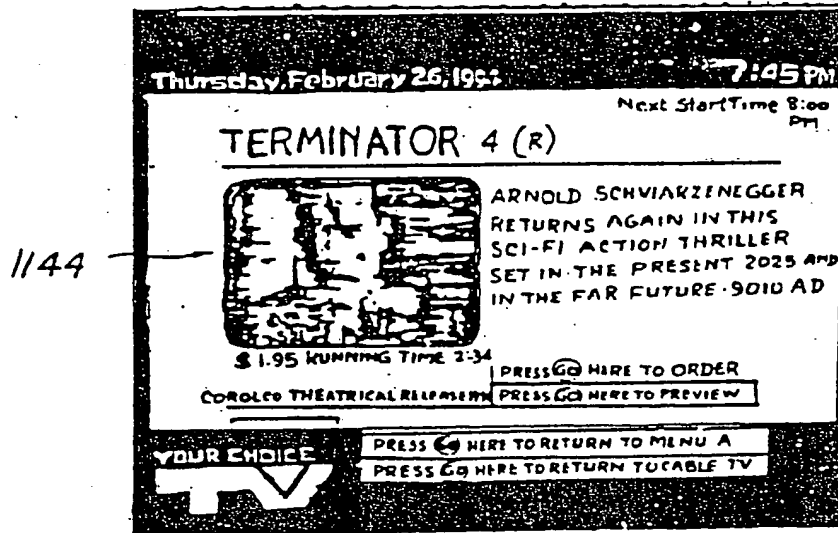 Thursday, February 26, 199
7:45 PM
Next Start Time 8:00
PM
TERMINATOR 4 (R)
ARNOLD SCHVIARZENEGGER
RETURNS AGAIN IN THIS
SCI-FI ACTION THRILLER
SET IN THE PRESENT 2025 AND
IN THE FAR FUTURE · 9010 AD
1144
$ 1.95 RUNNING TIME 2-34
PRESS GO HERE TO ORDER
COROLCO THEATRICAL RELEASE
PRESS GO HERE TO PREVIEW
YOUR CHOICE
TV
PRESS GO HERE TO RETURN TO MENU A
PRESS GO HERE TO RETURN TO CABLE TV